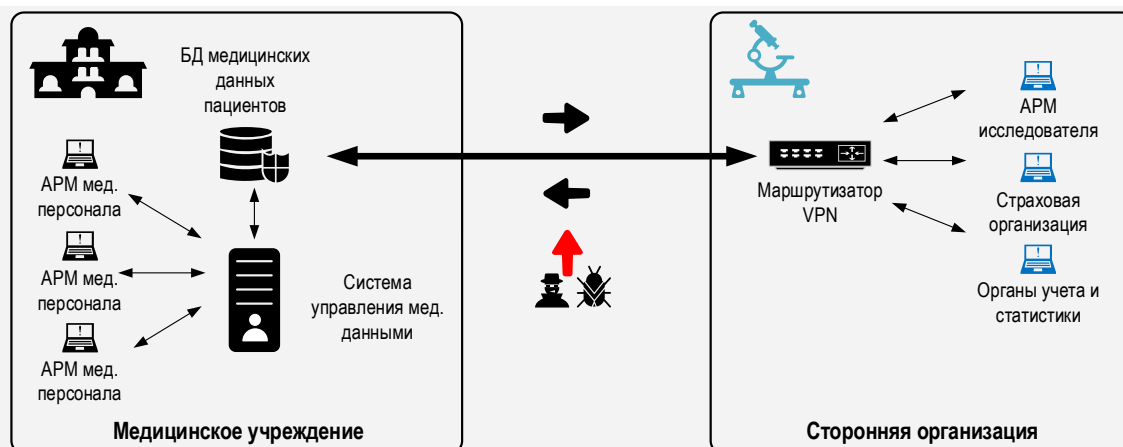 БД медицинских
данных
пациентов
АРМ мед.
персонала
АРМ мед.
персонала
АРМ мед.
персонала
Система
управления мед.
данными
Медицинское учреждение
Маршрутизатор
VPN
АРМ
исследователя
Страховая
организация
Органы учета и
статистики
Сторонняя организация